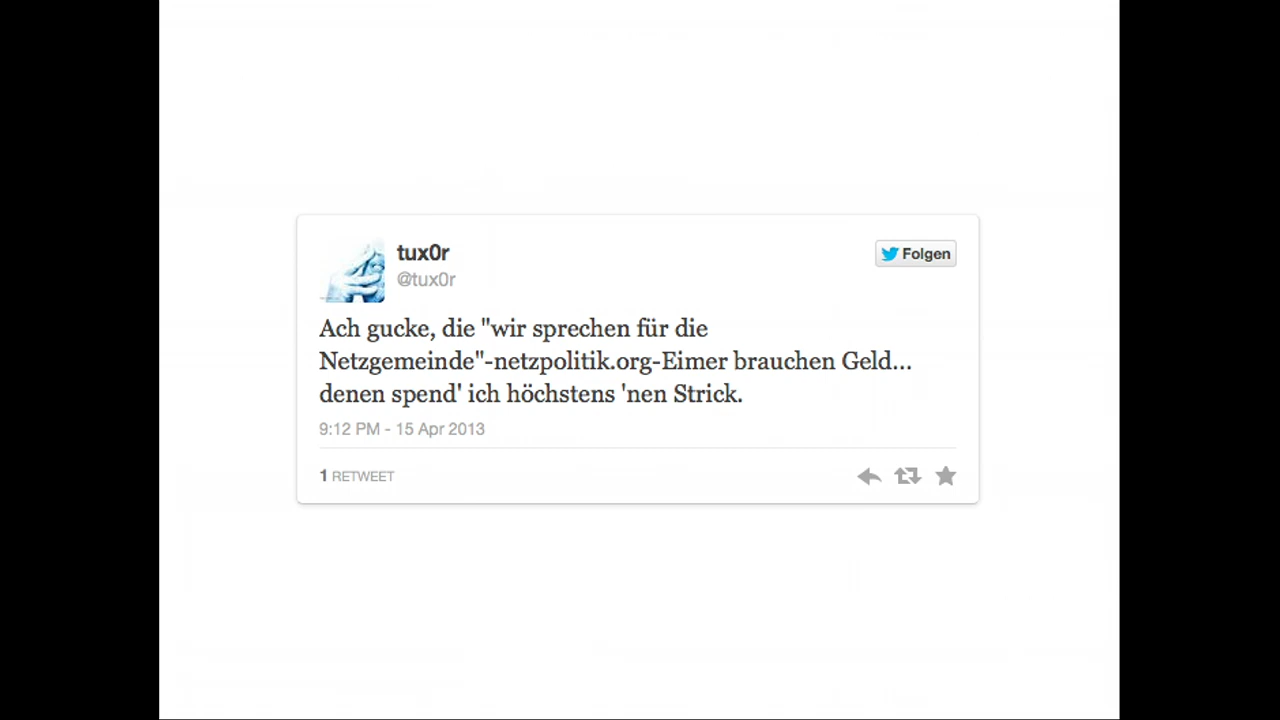 tux0r
@tux0r
Folgen
Ach gucke, die "wir sprechen für die
Netzgemeinde"-netzpolitik.org-Eimer brauchen Geld...
denen spend' ich höchstens 'nen Strick.
9:12 PM - 15 Apr 2013
1 RETWEET